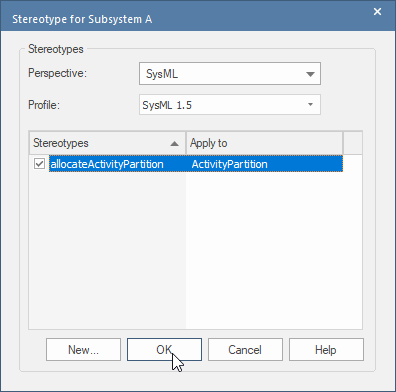 Stereotype for Subsystem A
Stereotypes
Perspective: SysML
Profile: SysML 1.5
Stereotypes Apply to
allocateActivityPartition ActivityPartition
New... OK Cancel Help